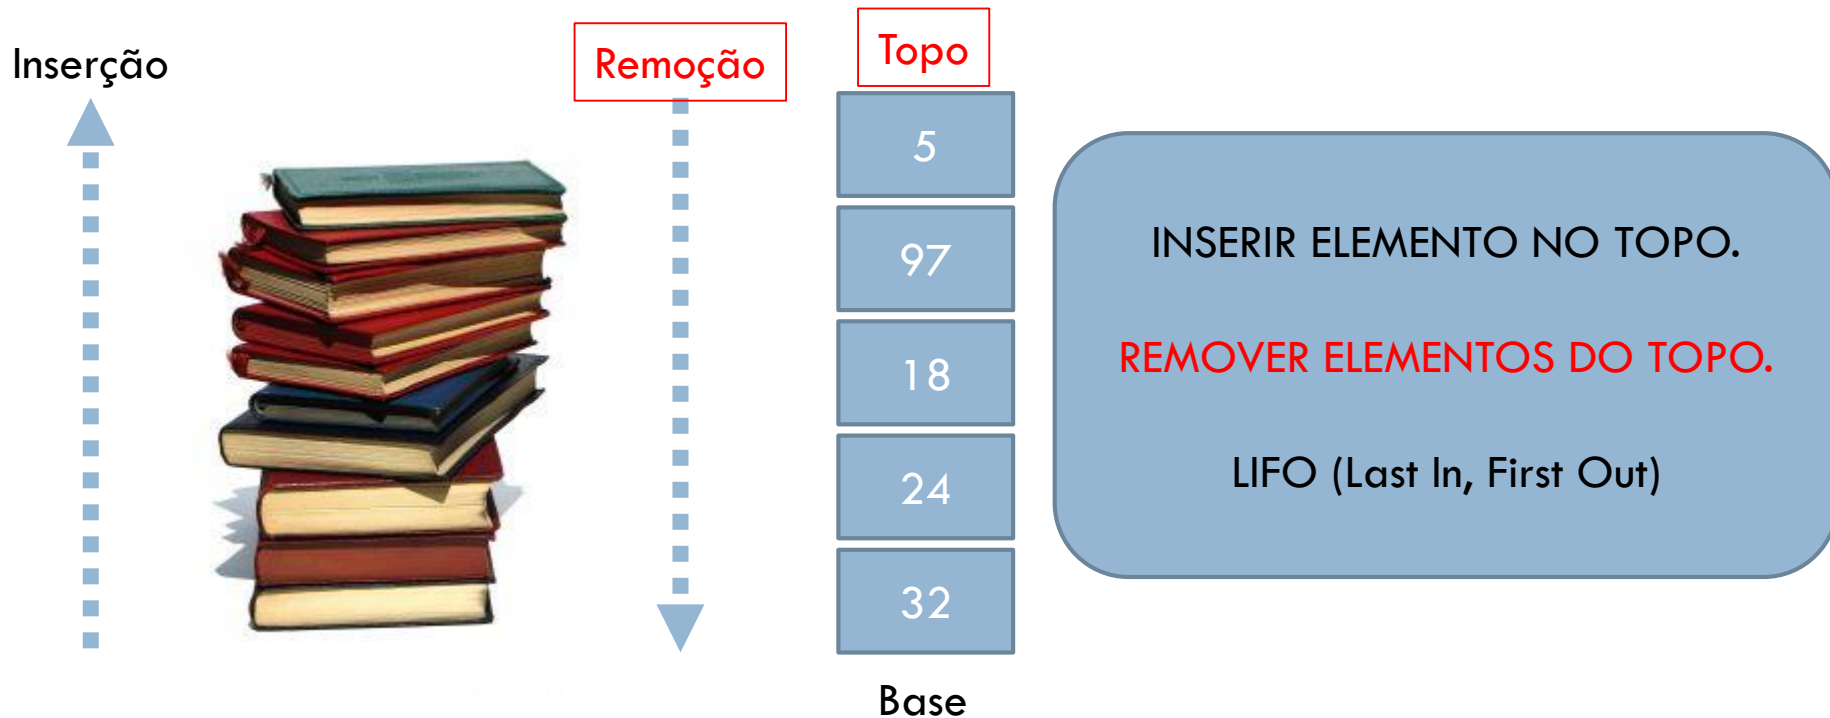 Inserção
Remoção
Topo
5
97
18
24
32
Base
INSERIR ELEMENTO NO TOPO.
REMOVER ELEMENTOS DO TOPO.
LIFO (Last In, First Out)